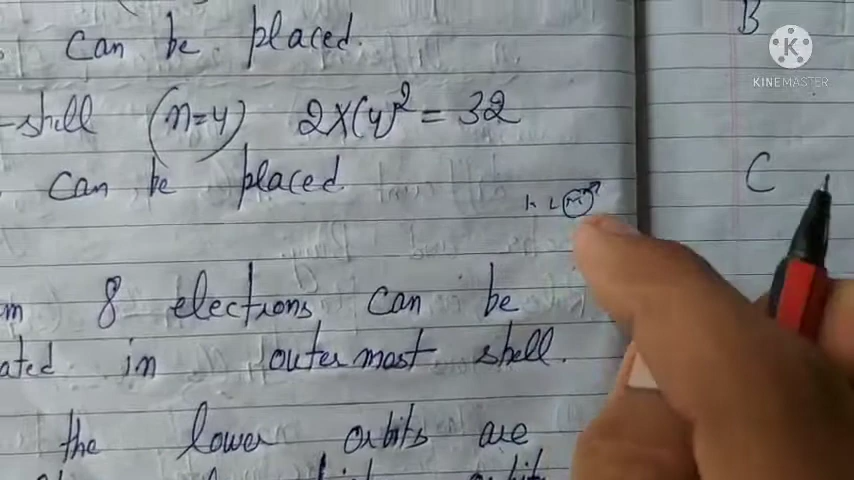 can be placed.
B
K
KINEMASTER
-shell (n=4) 2×(4)² = 32
can be placed
C
K L M
m 8 electrons can be
ated in outermost shell.
the lower orbits are